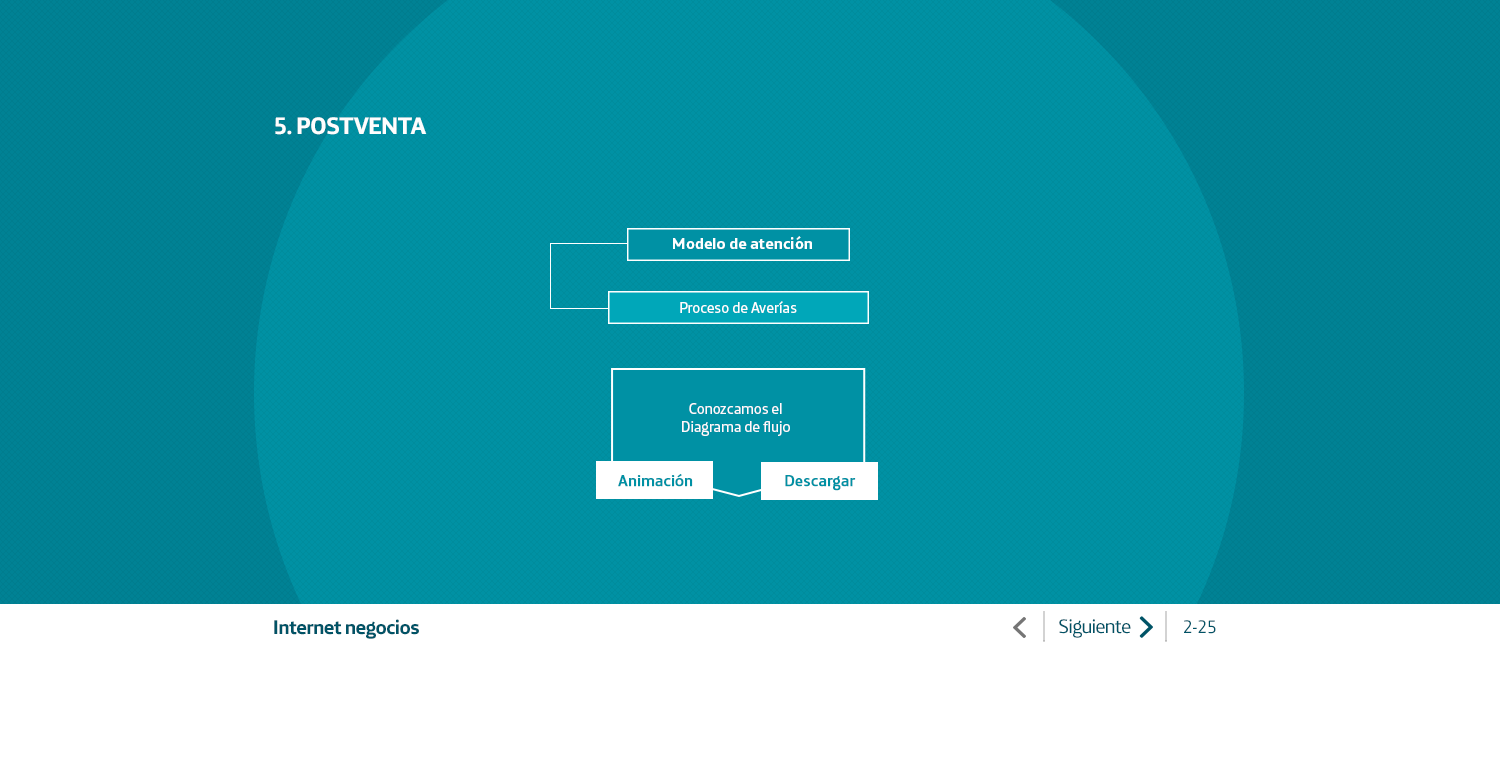 5. POSTVENTA
Modelo de atención
Proceso de Averías
Conozcamos el
Diagrama de flujo
Animación
Descargar
Internet negocios
Siguiente
2-25